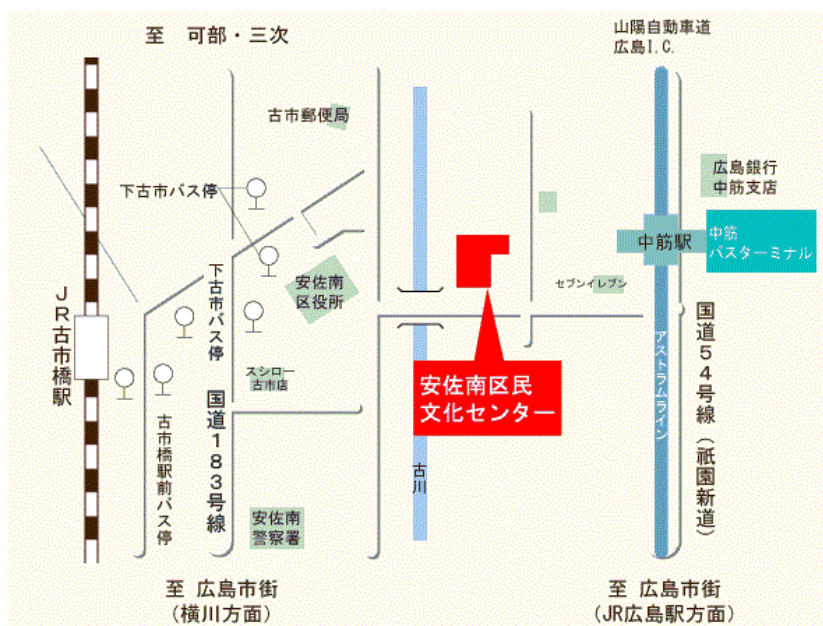 至　可部・三次
山陽自動車道
広島I.C.
古市郵便局
下古市バス停
広島銀行
中筋支店
中筋駅
中筋
バスターミナル
セブンイレブン
安佐南
区役所
下古市バス停
JR古市橋駅
スシロー
古市店
安佐南区民
文化センター
国道183号線
古市橋駅前バス停
古川
アストラムライン
国道54号線(祇園新道)
安佐南
警察署
至 広島市街
(横川方面)
至 広島市街
(JR広島駅方面)